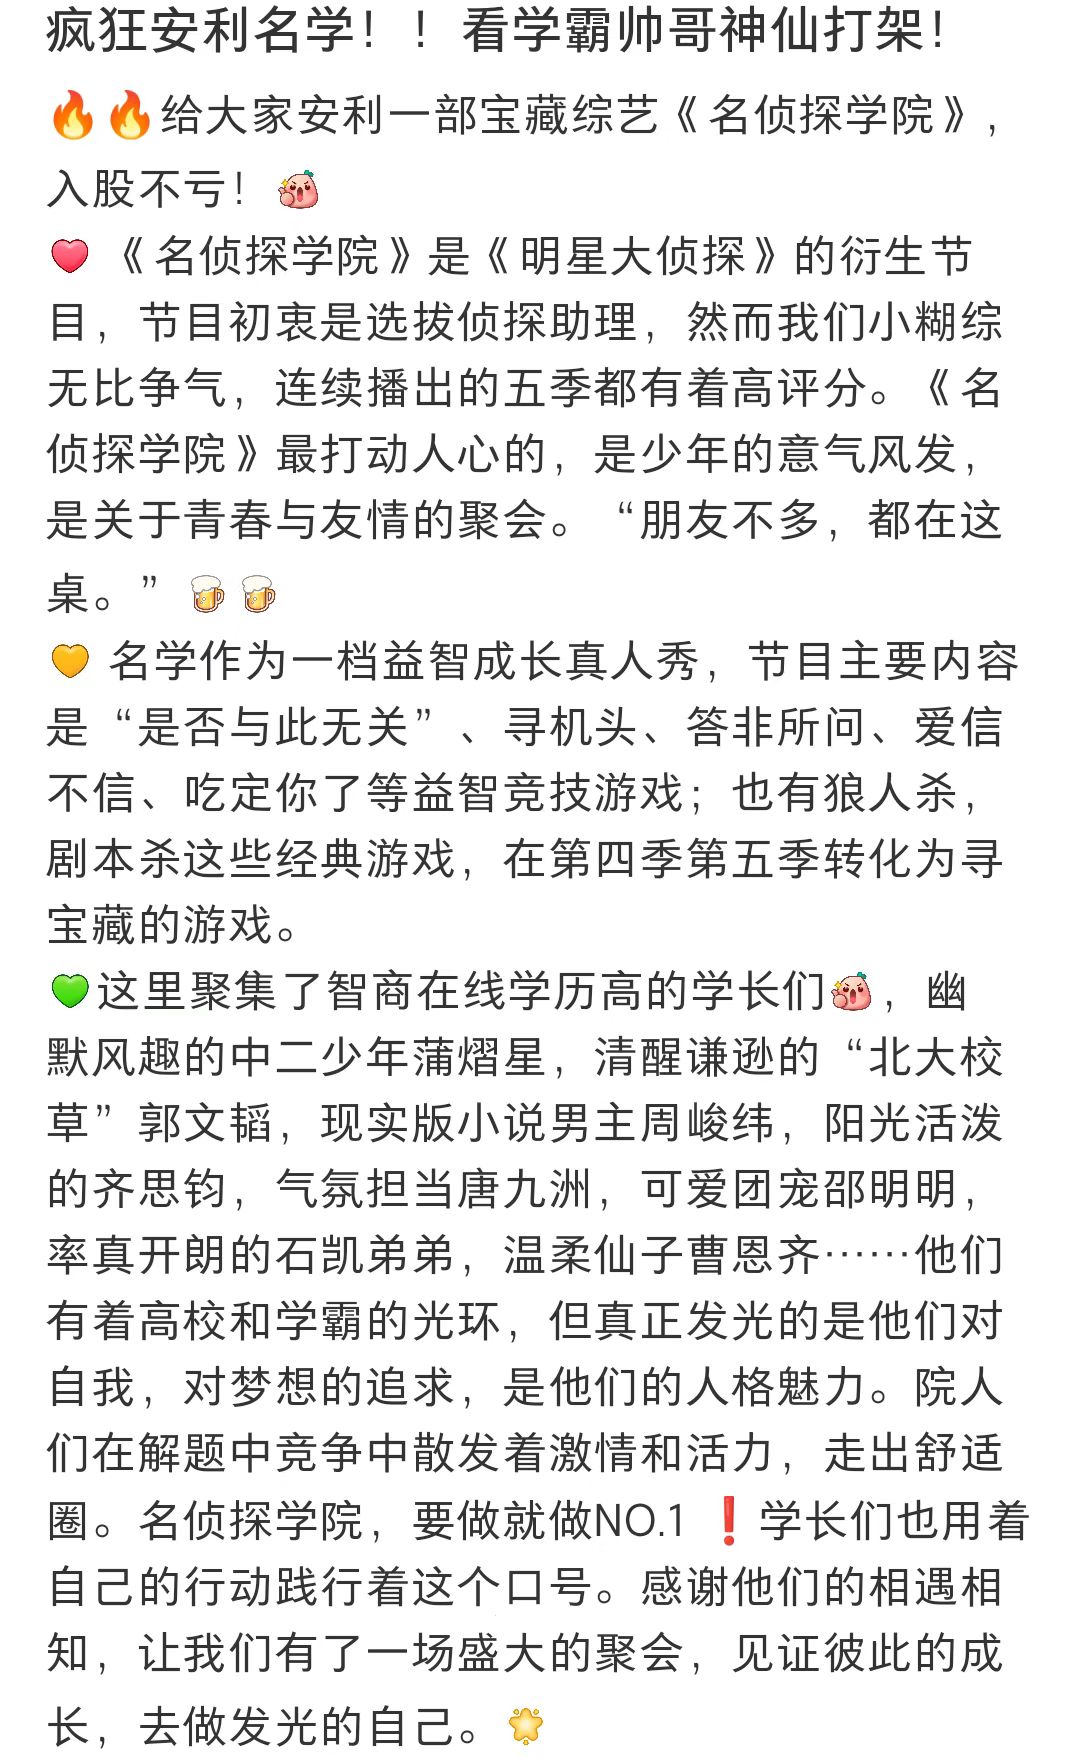 疯狂安利名学！！看学霸帅哥神仙打架！
🔥🔥给大家安利一部宝藏综艺《名侦探学院》，
入股不亏！
❤️《名侦探学院》是《明星大侦探》的衍生节
目，节目初衷是选拔侦探助理，然而我们小糊综
无比争气，连续播出的五季都有着高评分。《名
侦探学院》最打动人心的，是少年的意气风发，
是关于青春与友情的聚会。“朋友不多，都在这
桌。”🍻🍻
💛 名学作为一档益智成长真人秀，节目主要内容
是“是否与此无关”、寻机头、答非所问、爱信
不信、吃定你了等益智竞技游戏；也有狼人杀，
剧本杀这些经典游戏，在第四季第五季转化为寻
宝藏的游戏。
💚这里聚集了智商在线学历高的学长们，幽
默风趣的中二少年蒲熠星，清醒谦逊的“北大校
草”郭文韬，现实版小说男主周峻纬，阳光活泼
的齐思钧，气氛担当唐九洲，可爱团宠邵明明，
率真开朗的石凯弟弟，温柔仙子曹恩齐……他们
有着高校和学霸的光环，但真正发光的是他们对
自我，对梦想的追求，是他们的人格魅力。院人
们在解题中竞争中散发着激情和活力，走出舒适
圈。名侦探学院，要做就做NO.1❗学长们也用着
自己的行动践行着这个口号。感谢他们的相遇相
知，让我们有了一场盛大的聚会，见证彼此的成
长，去做发光的自己。🌟